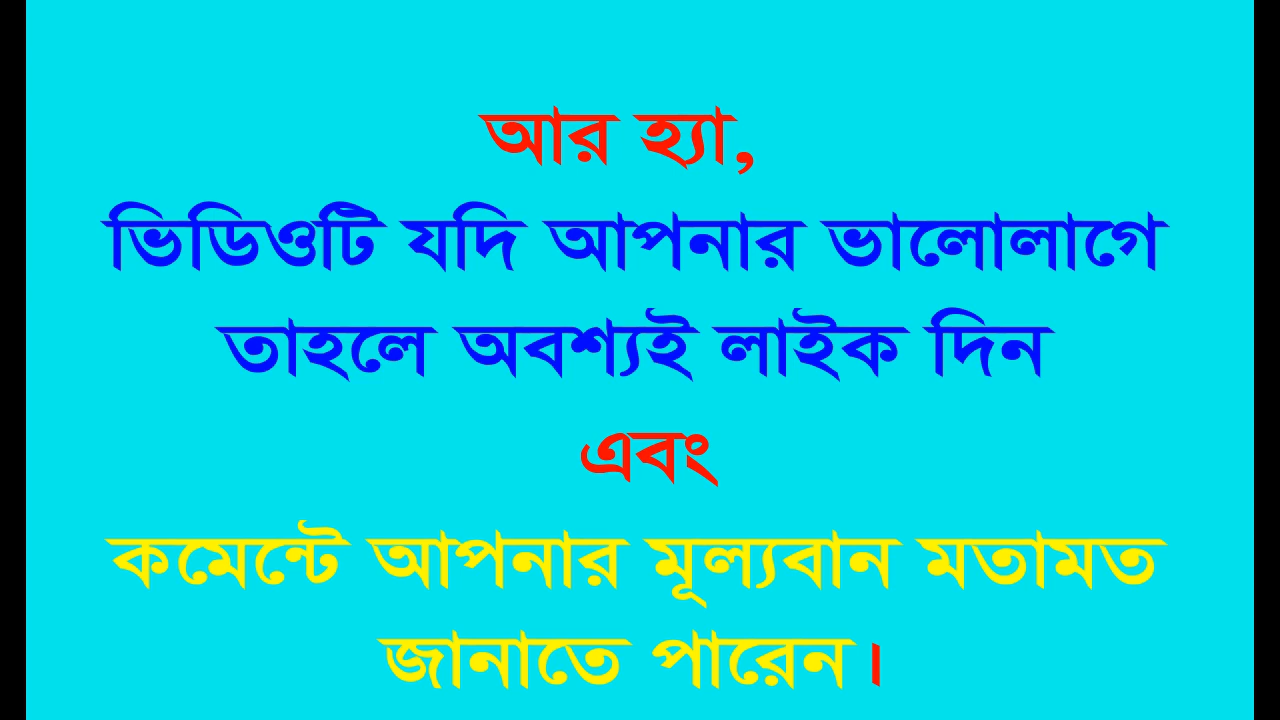 আর হ্যা,
ভিডিওটি যদি আপনার ভালোলাগে
তাহলে অবশ্যই লাইক দিন
এবং
কমেন্টে আপনার মূল্যবান মতামত
জানাতে পারেন।